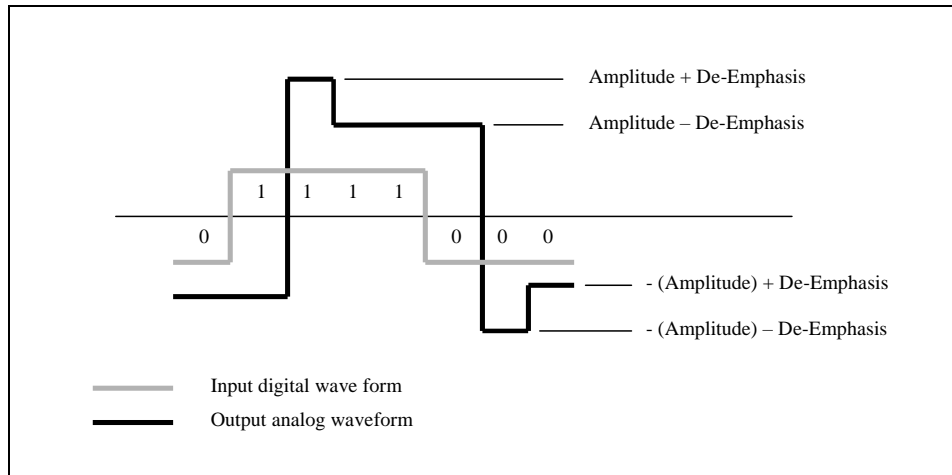 Amplitude + De-Emphasis
Amplitude – De-Emphasis
1 1 1 1
0 0 0 0
- (Amplitude) + De-Emphasis
- (Amplitude) – De-Emphasis
Input digital wave form
Output analog waveform